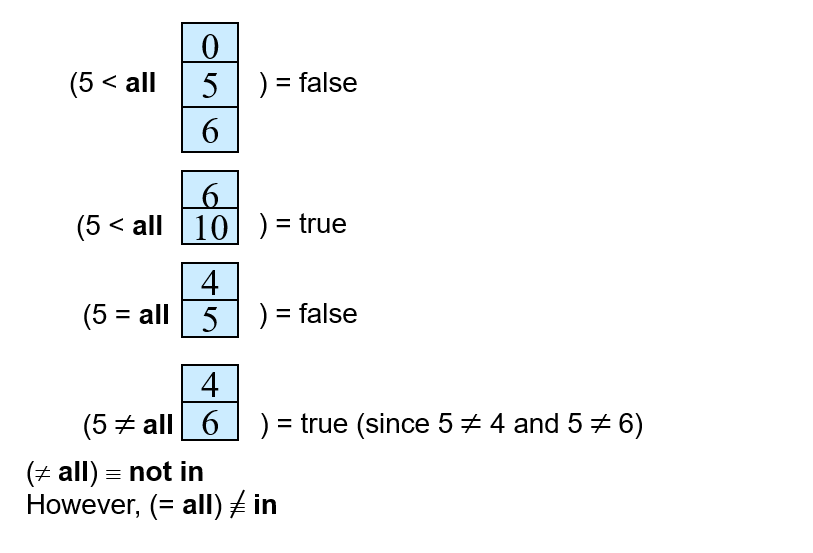 0
(5 < all 5 ) = false
6
6
(5 < all 10 ) = true
4
(5 = all 5 ) = false
4
(5 ≠ all 6 ) = true (since 5 ≠ 4 and 5 ≠ 6)
(≠ all) ≡ not in
However, (= all) ≢ in